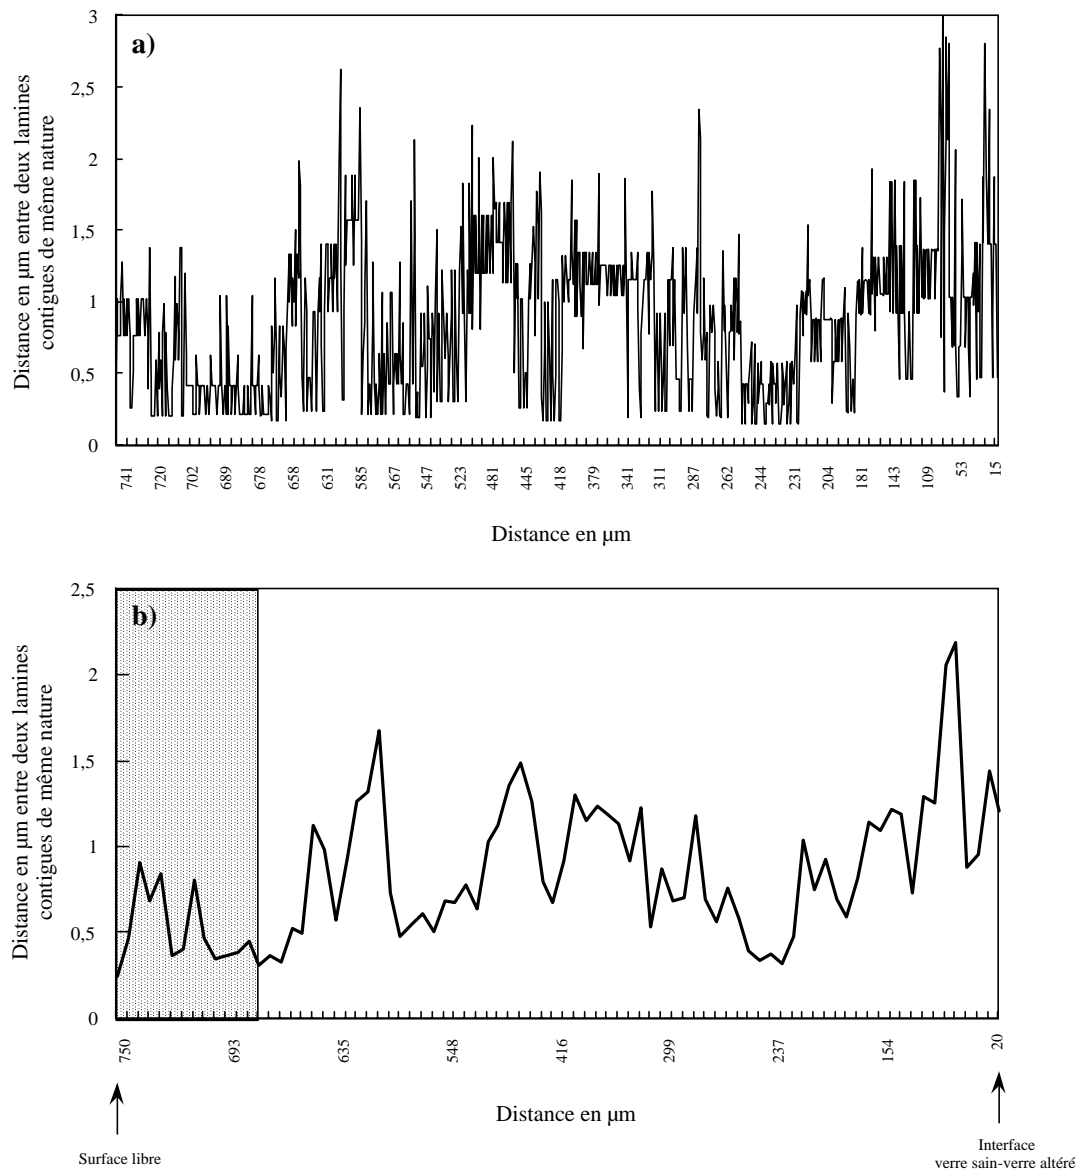 a)
Distance en µm entre deux lamines
contigues de même nature
3
2,5
2
1,5
1
0,5
0
741 720 702 689 678 658 631 585 567 547 523 481 445 418 379 341 311 287 262 244 231 204 181 143 109 53 15
Distance en µm
b)
Distance en µm entre deux lamines
contigues de même nature
2,5
2
1,5
1
0,5
0
750 693 635 548 416 299 237 154 20
Distance en µm
Surface libre
Interface
verre sain-verre altéré